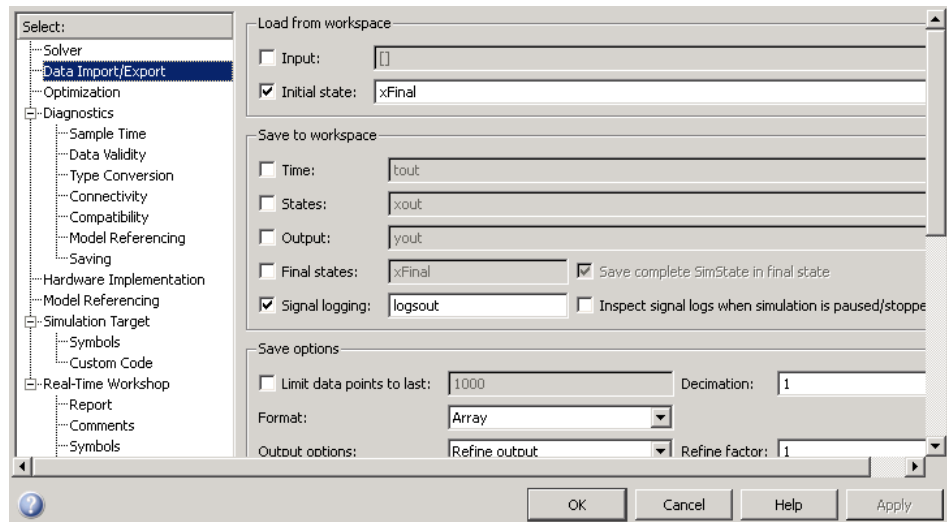 Select:
Solver
Data Import/Export
Optimization
Diagnostics
Sample Time
Data Validity
Type Conversion
Connectivity
Compatibility
Model Referencing
Saving
Hardware Implementation
Model Referencing
Simulation Target
Symbols
Custom Code
Real-Time Workshop
Report
Comments
Symbols
Load from workspace
Input: []
Initial state: xFinal
Save to workspace
Time: tout
States: xout
Output: yout
Final states: xFinal Save complete SimState in final state
Signal logging: logsout Inspect signal logs when simulation is paused/stoppe
Save options
Limit data points to last: 1000 Decimation: 1
Format: Array
Output options: Refine output Refine factor: 1
OK Cancel Help Apply